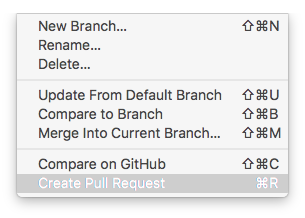 New Branch... ⇧⌘N
Rename...
Delete...
Update From Default Branch ⇧⌘U
Compare to Branch ⇧⌘B
Merge Into Current Branch... ⇧⌘M
Compare on GitHub ⇧⌘C
Create Pull Request ⌘R